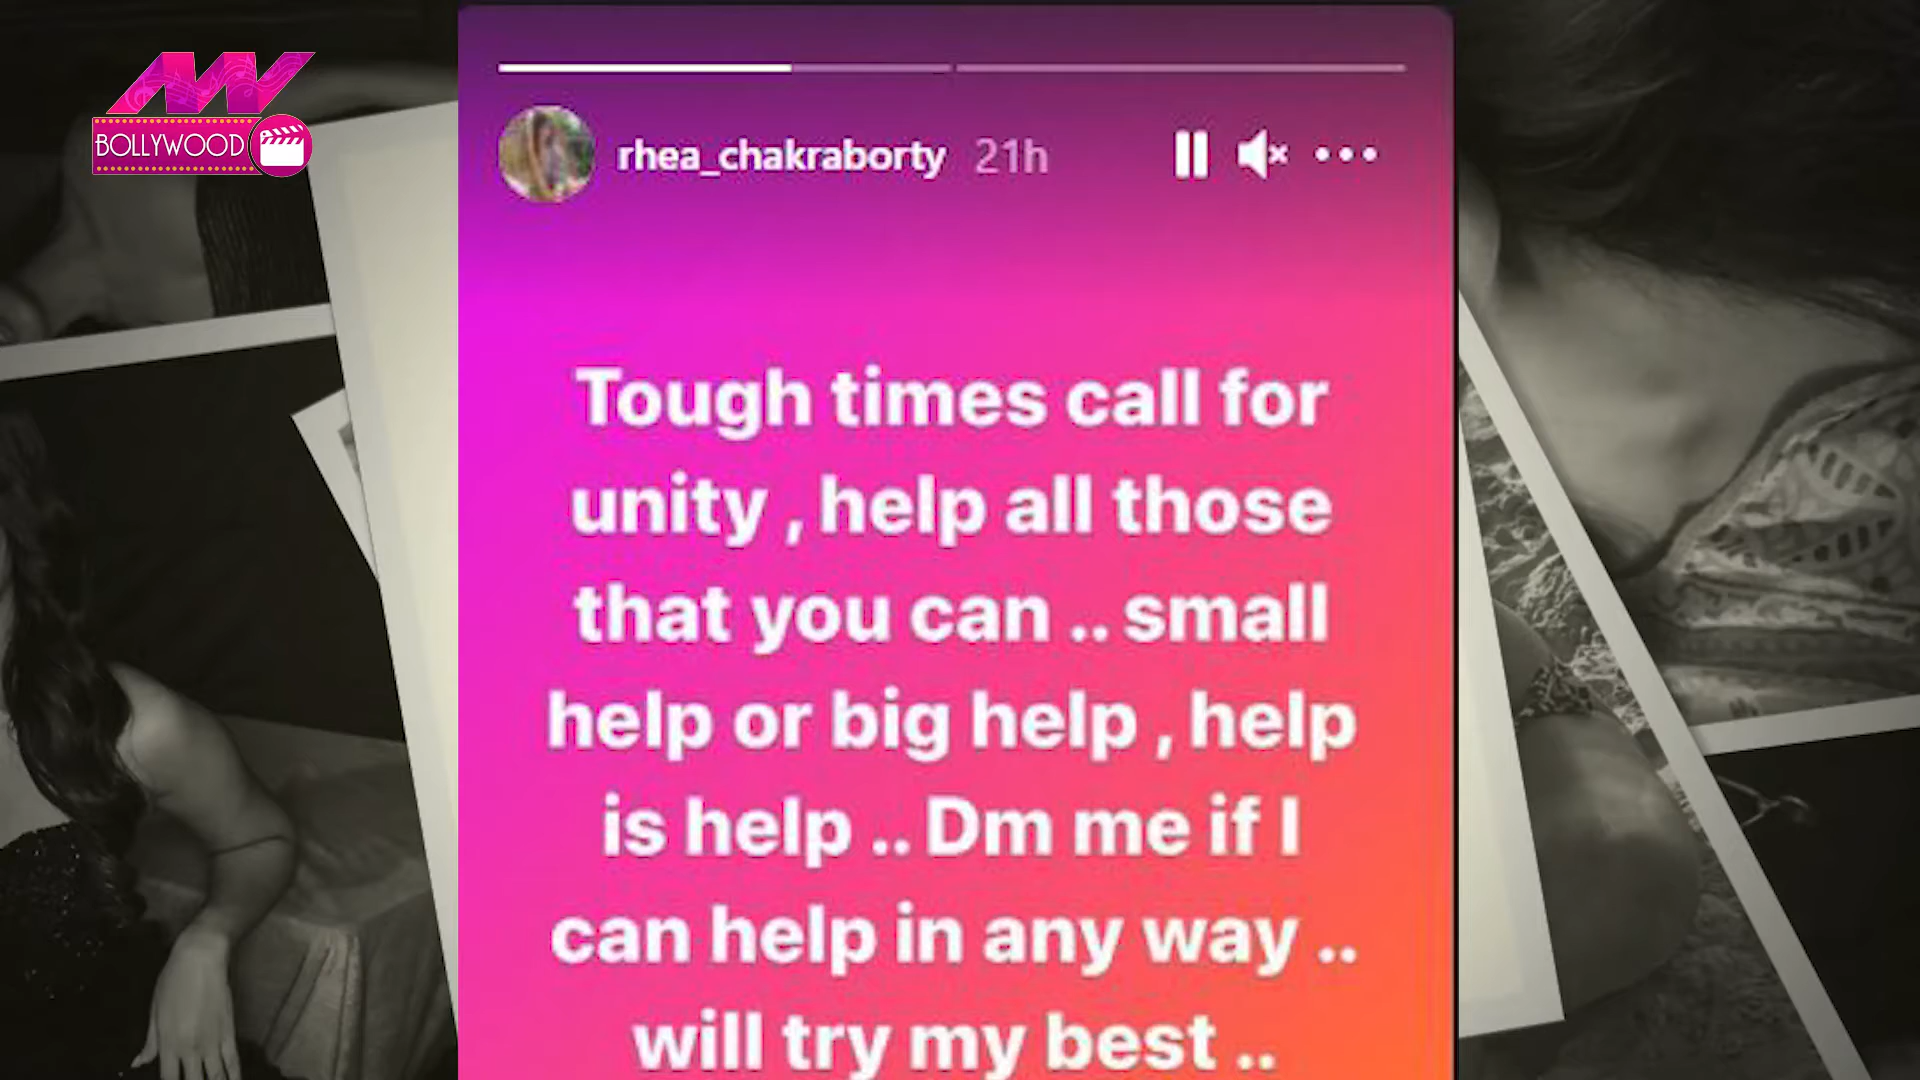 AW
BOLLYWOOD
rhea_chakraborty 21h
Tough times call for
unity , help all those
that you can .. small
help or big help , help
is help .. Dm me if I
can help in any way ..
will try my best ..